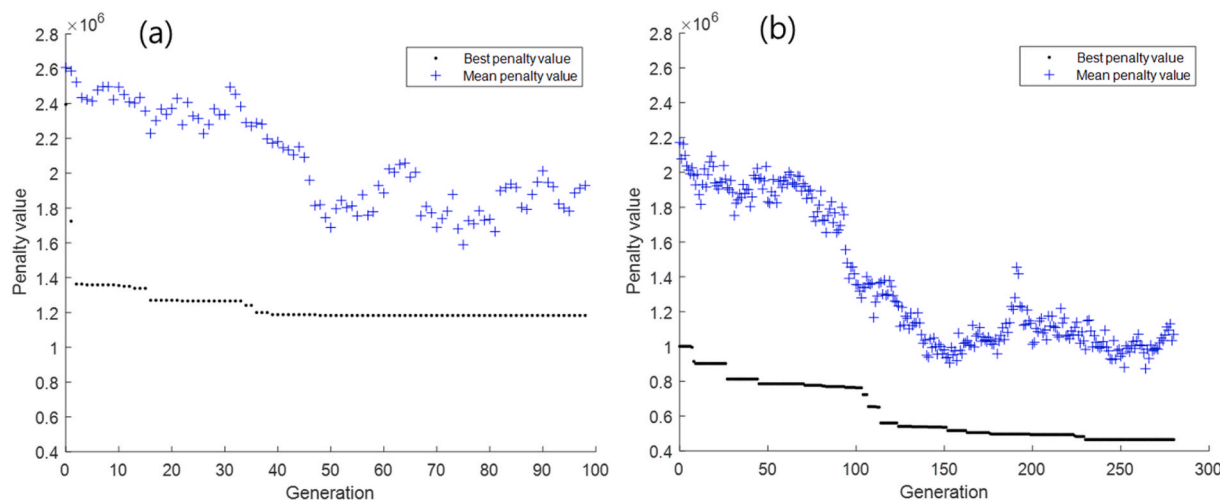 (a)
×10⁶
2.8
2.6
2.4
2.2
2
1.8
1.6
1.4
1.2
1
0.8
0.6
0.4
Penalty value
Best penalty value
Mean penalty value
0 10 20 30 40 50 60 70 80 90 100
Generation
(b)
×10⁶
2.8
2.6
2.4
2.2
2
1.8
1.6
1.4
1.2
1
0.8
0.6
0.4
Penalty value
Best penalty value
Mean penalty value
0 50 100 150 200 250 300
Generation